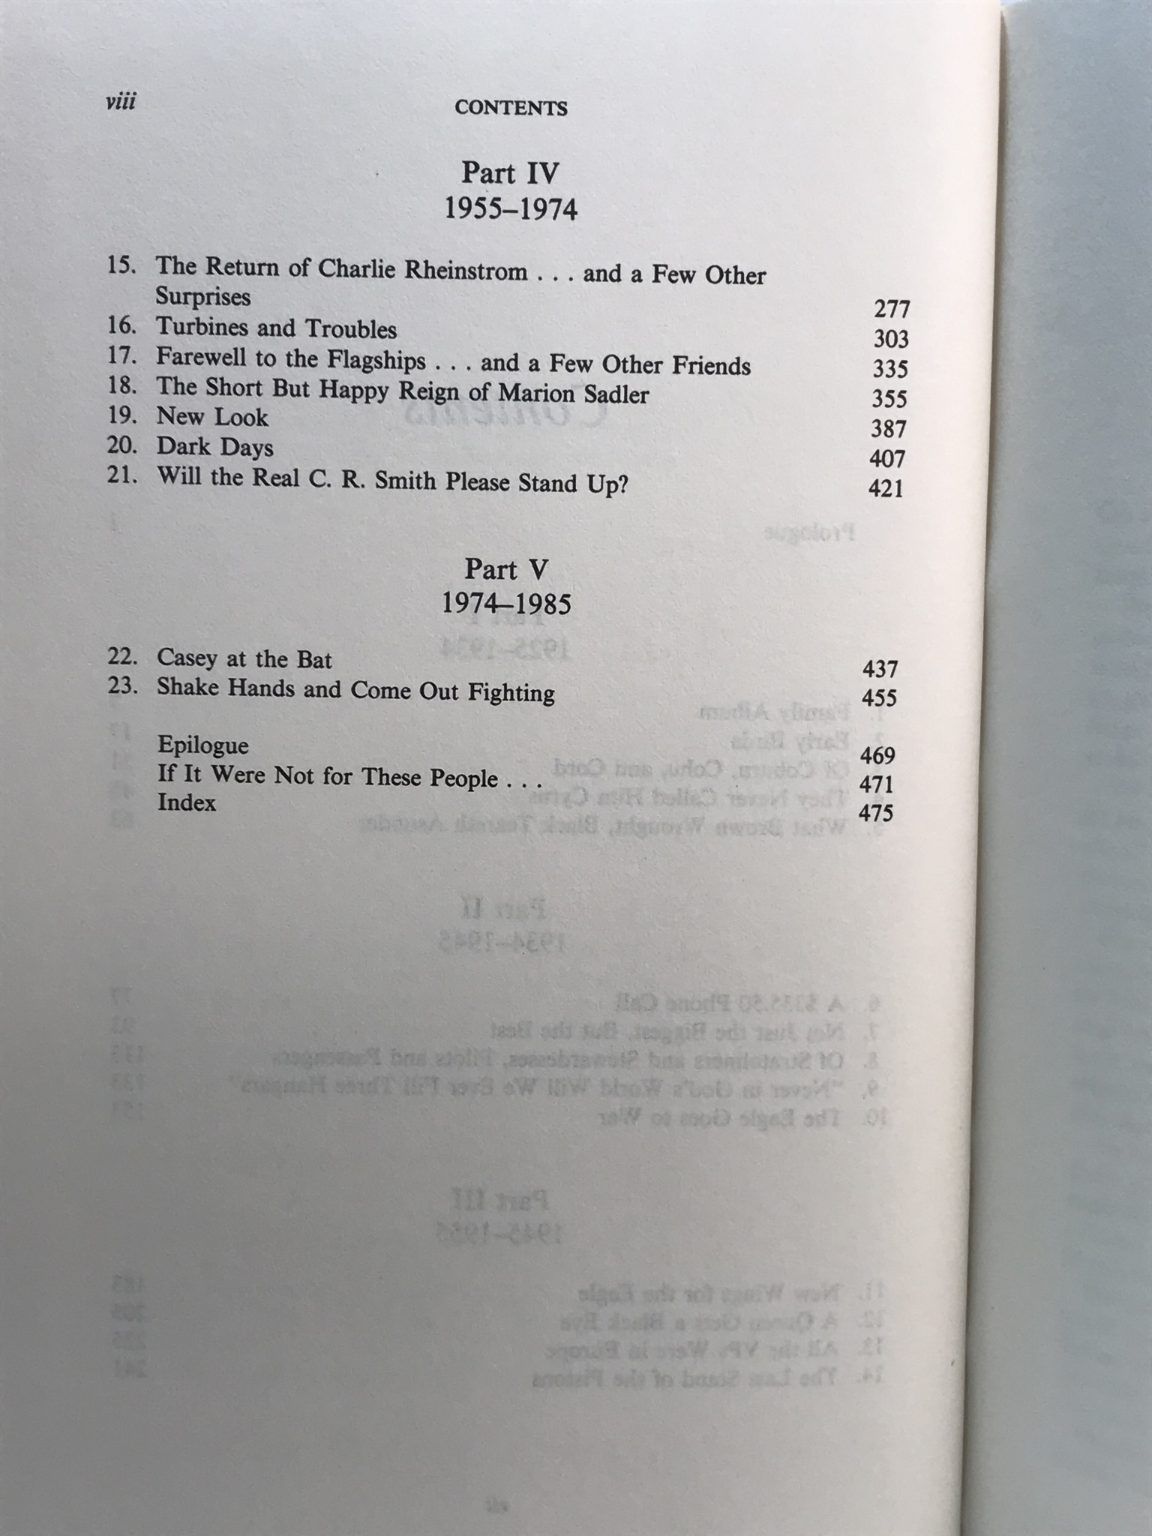 viii CONTENTS
Part IV
1955–1974
15. The Return of Charlie Rheinstrom . . . and a Few Other
Surprises 277
16. Turbines and Troubles 303
17. Farewell to the Flagships . . . and a Few Other Friends 335
18. The Short But Happy Reign of Marion Sadler 355
19. New Look 387
20. Dark Days 407
21. Will the Real C. R. Smith Please Stand Up? 421
Part V
1974–1985
22. Casey at the Bat 437
23. Shake Hands and Come Out Fighting 455
Epilogue 469
If It Were Not for These People . . . 471
Index 475